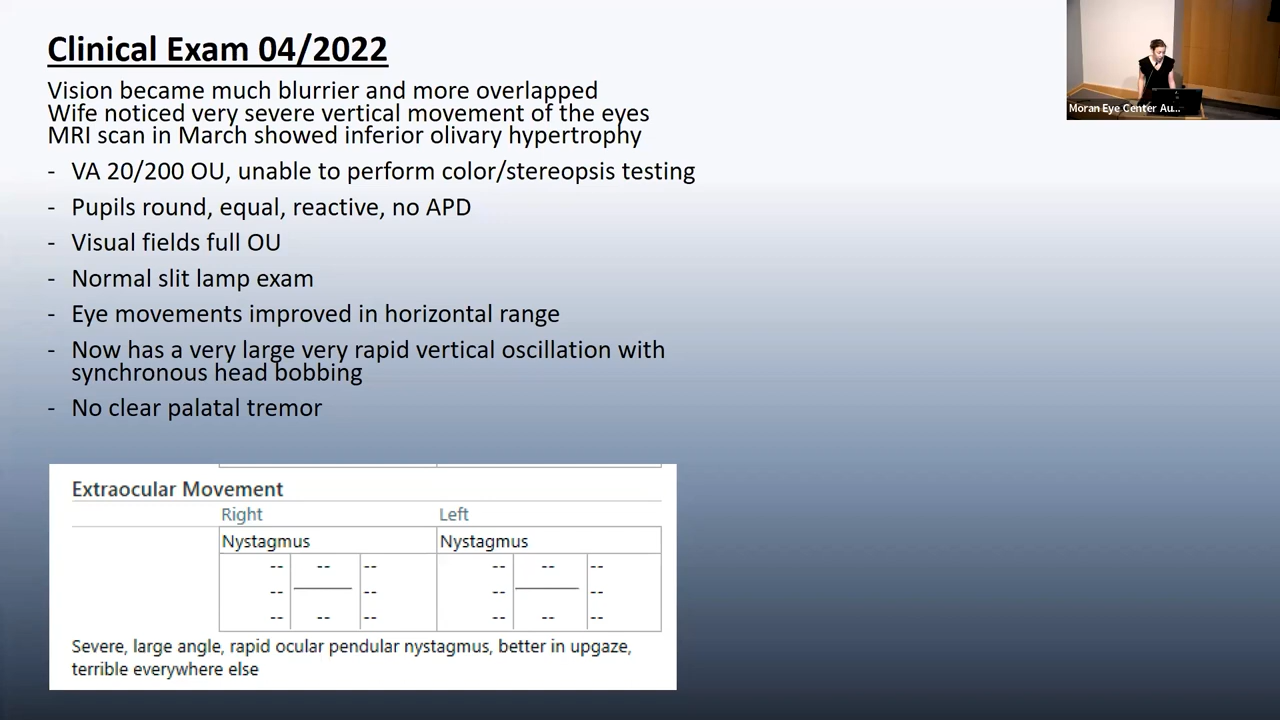 Clinical Exam 04/2022
Vision became much blurrier and more overlapped
Wife noticed very severe vertical movement of the eyes
MRI scan in March showed inferior olivary hypertrophy
- VA 20/200 OU, unable to perform color/stereopsis testing
- Pupils round, equal, reactive, no APD
- Visual fields full OU
- Normal slit lamp exam
- Eye movements improved in horizontal range
- Now has a very large very rapid vertical oscillation with
synchronous head bobbing
- No clear palatal tremor
Extraocular Movement
Right Left
Nystagmus Nystagmus
-- -- -- -- -- --
-- -- -- --
-- -- -- -- -- --
Severe, large angle, rapid ocular pendular nystagmus, better in upgaze,
terrible everywhere else
Moran Eye Center Au...